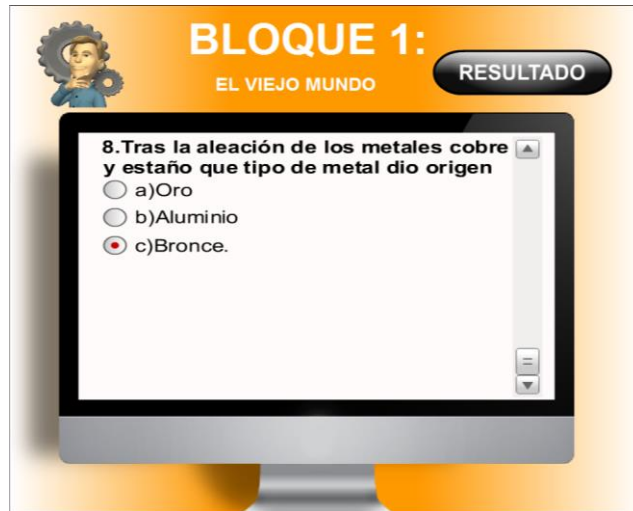 BLOQUE 1:
EL VIEJO MUNDO
RESULTADO
8.Tras la aleación de los metales cobre
y estaño que tipo de metal dio origen
a)Oro
b)Aluminio
c)Bronce.